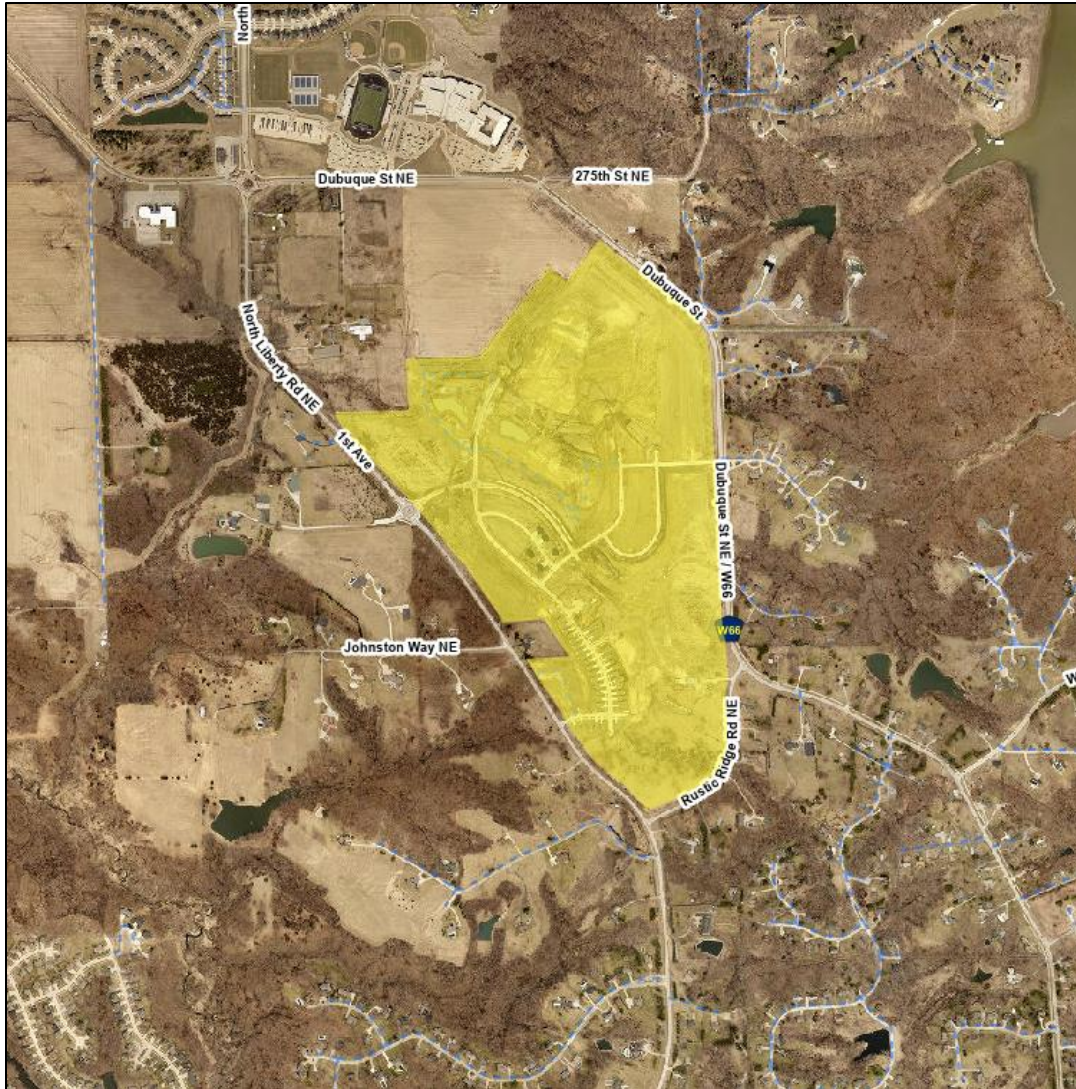 North
Dubuque St NE
275th St NE
Dubuque St
North Liberty Rd NE
1st Ave
Dubuque St NE / W66
W66
Johnston Way NE
W
Rustic Ridge Rd NE